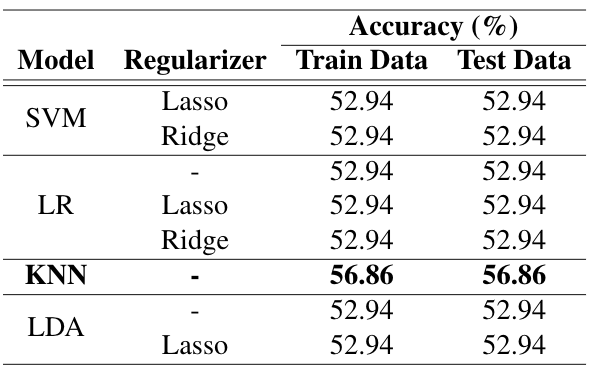 Accuracy (%)
Model Regularizer Train Data Test Data
SVM Lasso 52.94 52.94
Ridge 52.94 52.94
LR - 52.94 52.94
Lasso 52.94 52.94
Ridge 52.94 52.94
KNN - 56.86 56.86
LDA - 52.94 52.94
Lasso 52.94 52.94